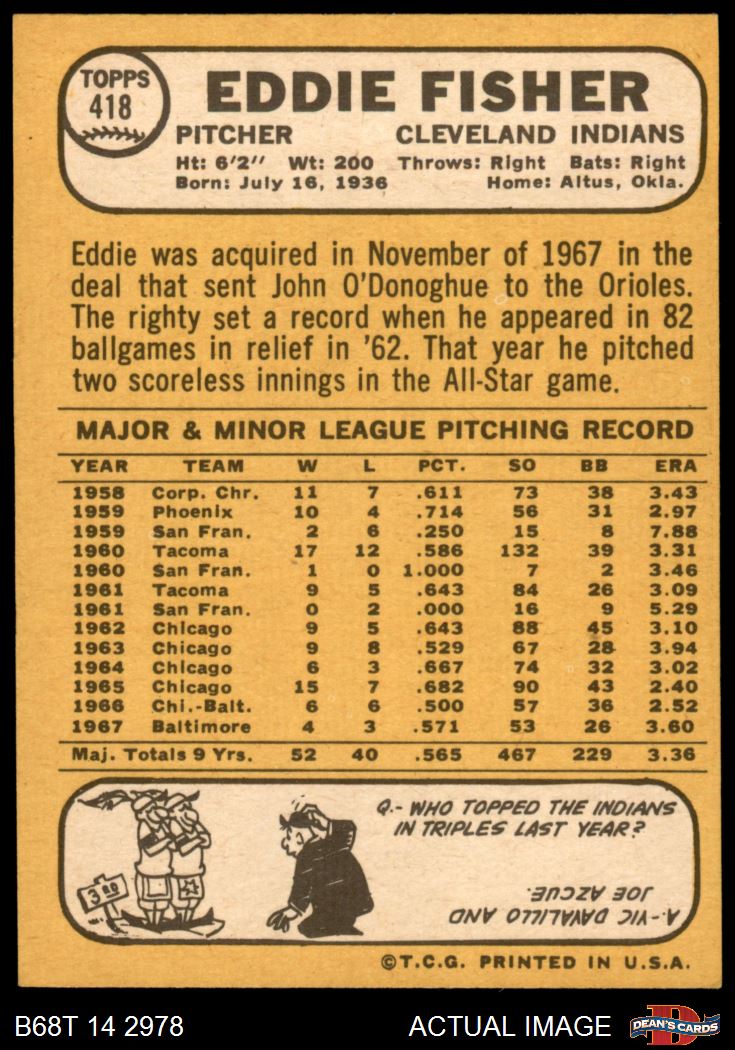 TOPPS
418
EDDIE FISHER
PITCHER CLEVELAND INDIANS
Ht: 6'2" Wt: 200 Throws: Right Bats: Right
Born: July 16, 1936 Home: Altus, Okla.
Eddie was acquired in November of 1967 in the
deal that sent John O'Donoghue to the Orioles.
The righty set a record when he appeared in 82
ballgames in relief in '62. That year he pitched
two scoreless innings in the All-Star game.
MAJOR & MINOR LEAGUE PITCHING RECORD
YEAR TEAM W L PCT. SO BB ERA
1958 Corp. Chr. 11 7 .611 73 38 3.43
1959 Phoenix 10 4 .714 56 31 2.97
1959 San Fran. 2 6 .250 15 8 7.88
1960 Tacoma 17 12 .586 132 39 3.31
1960 San Fran. 1 0 1.000 7 2 3.46
1961 Tacoma 9 5 .643 84 26 3.09
1961 San Fran. 0 2 .000 16 9 5.29
1962 Chicago 9 5 .643 88 45 3.10
1963 Chicago 9 8 .529 67 28 3.94
1964 Chicago 6 3 .667 74 32 3.02
1965 Chicago 15 7 .682 90 43 2.40
1966 Chi.-Balt. 6 6 .500 57 36 2.52
1967 Baltimore 4 3 .571 53 26 3.60
Maj. Totals 9 Yrs. 52 40 .565 467 229 3.36
Q.- WHO TOPPED THE INDIANS
IN TRIPLES LAST YEAR?
A.- VIC DAVALILLO AND
JOE AZCUE.
©T.C.G. PRINTED IN U.S.A.
B68T 14 2978 ACTUAL IMAGE DEAN'S CARDS